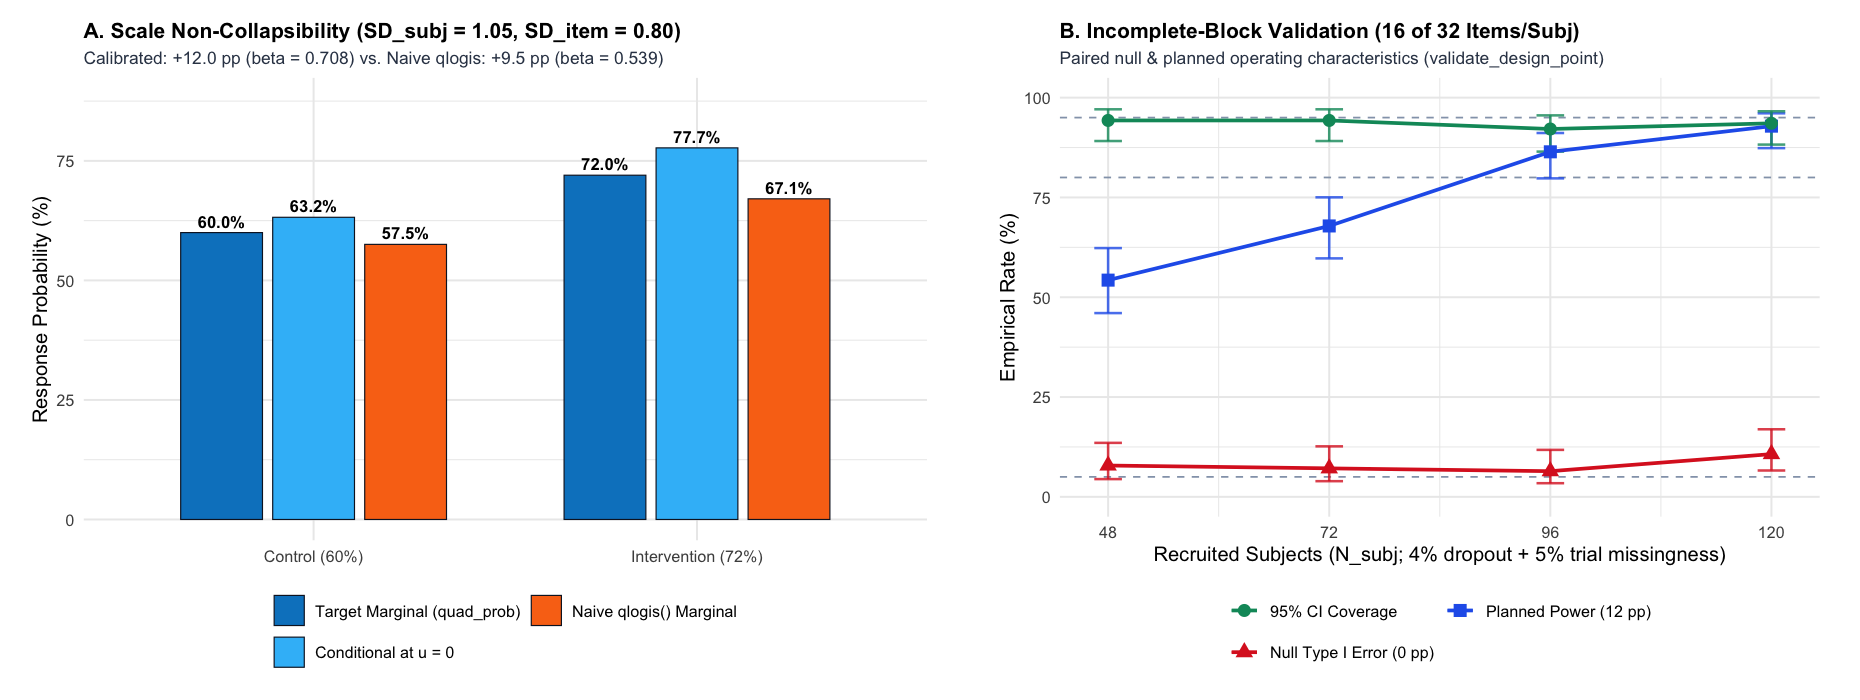 A. Scale Non-Collapsibility (SD_subj = 1.05, SD_item = 0.80)
Calibrated: +12.0 pp (beta = 0.708) vs. Naive qlogis: +9.5 pp (beta = 0.539)
Response Probability (%)
75
50
25
0
60.0%
63.2%
57.5%
72.0%
77.7%
67.1%
Control (60%)
Intervention (72%)
Target Marginal (quad_prob)
Naive qlogis() Marginal
Conditional at u = 0
B. Incomplete-Block Validation (16 of 32 Items/Subj)
Paired null & planned operating characteristics (validate_design_point)
Empirical Rate (%)
100
75
50
25
0
48
72
96
120
Recruited Subjects (N_subj; 4% dropout + 5% trial missingness)
95% CI Coverage
Planned Power (12 pp)
Null Type I Error (0 pp)